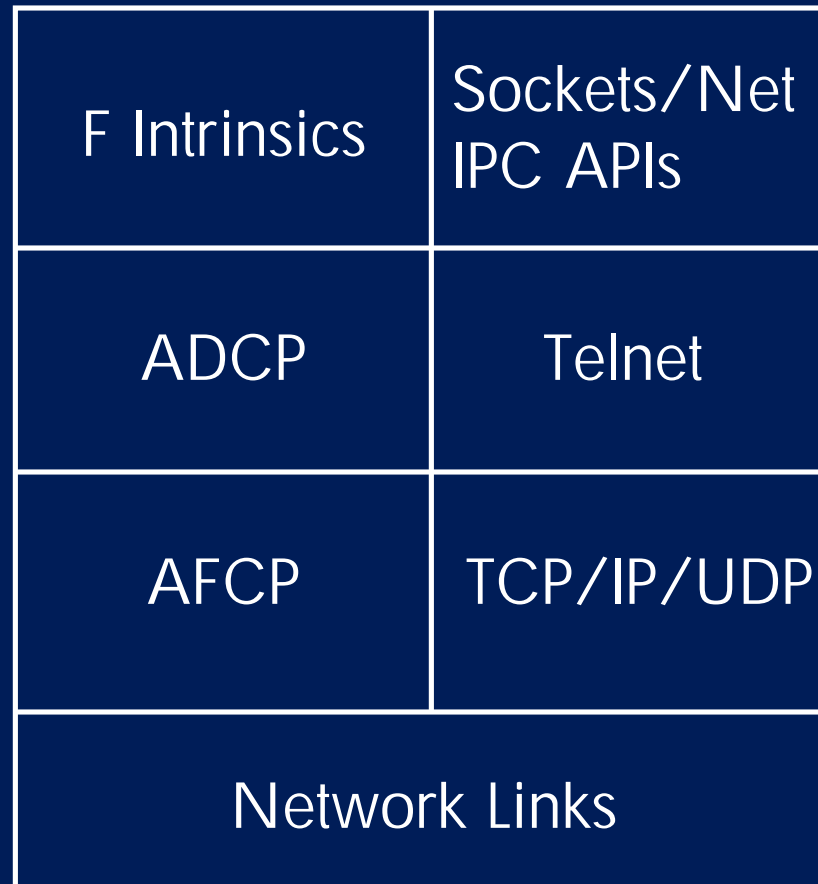 F Intrinsics
Sockets/Net
IPC APIs
ADCP
Telnet
AFCP
TCP/IP/UDP
Network Links